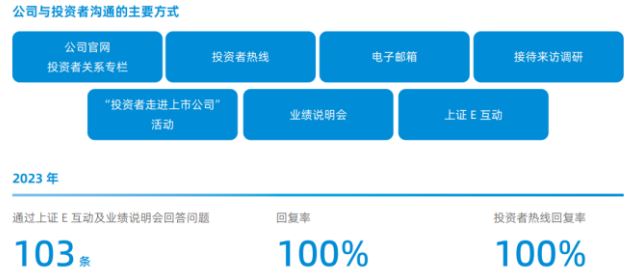 公司与投资者沟通的主要方式
公司官网
投资者关系专栏
投资者热线
电子邮箱
接待来访调研
“投资者走进上市公司”
活动
业绩说明会
上证 E 互动
2023 年
通过上证 E 互动及业绩说明会回答问题
回复率
投资者热线回复率
103 条
100%
100%